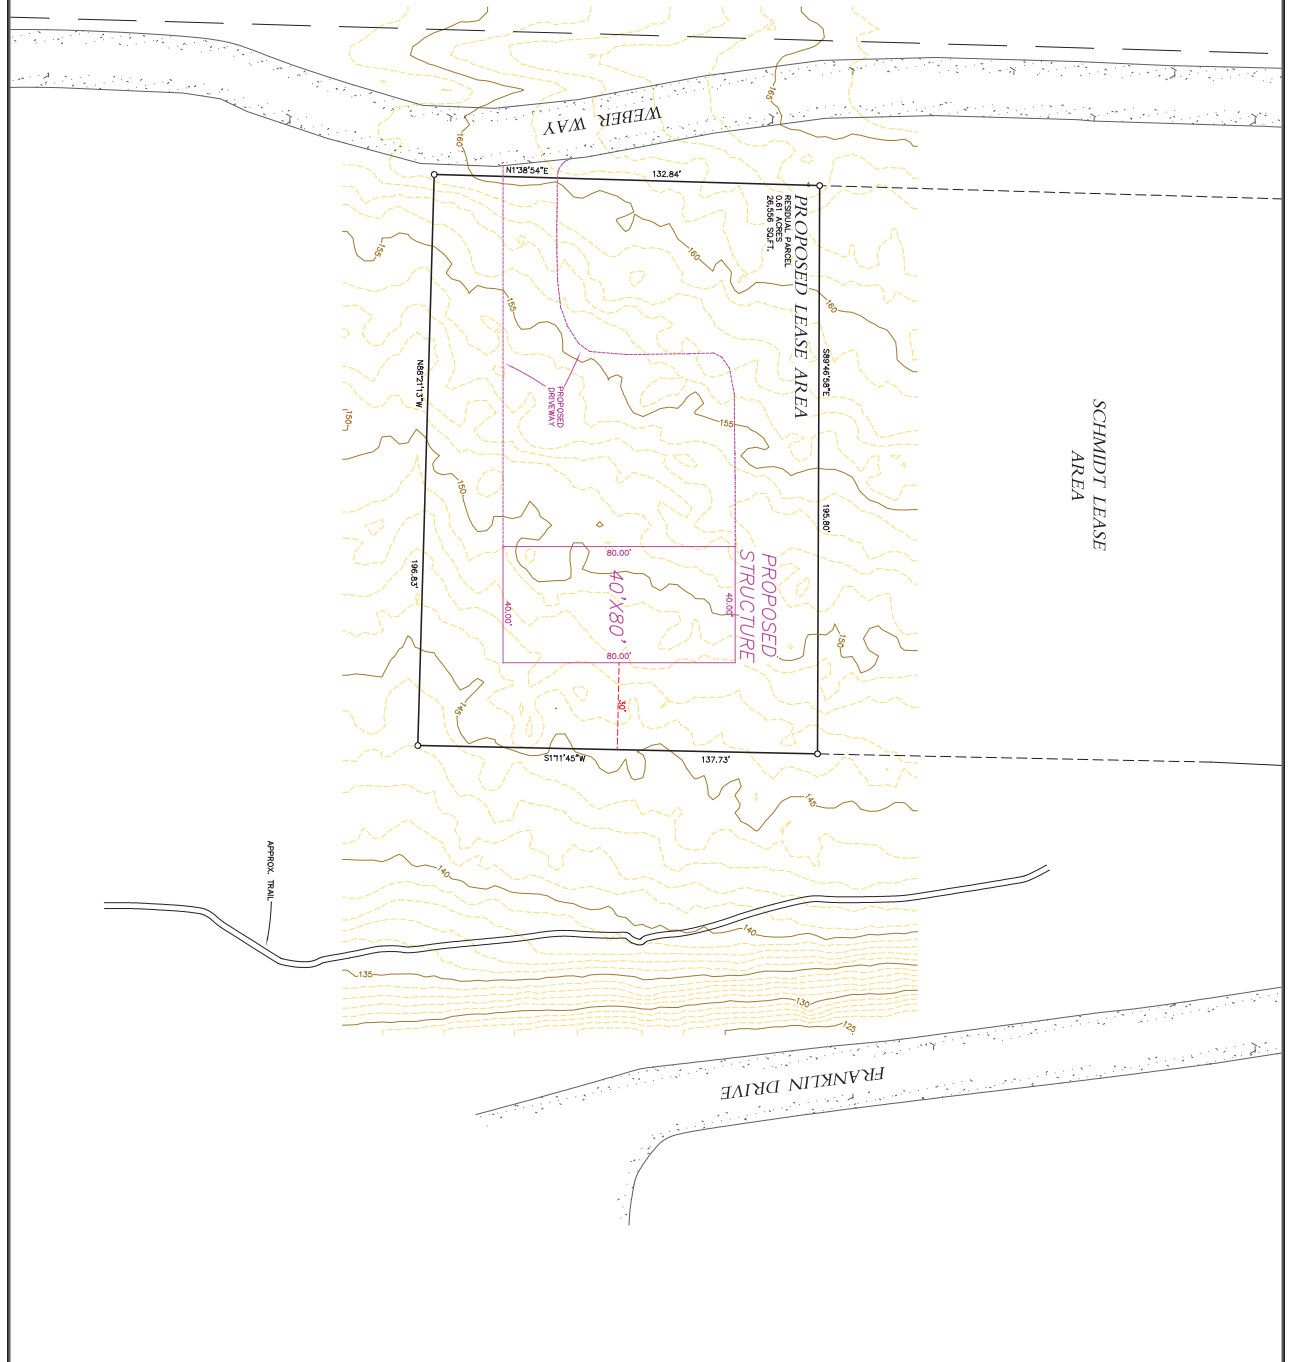 WEBER WAY
165
160
N1°38'54"E
132.84'
PROPOSED LEASE AREA
RESIDUAL PARCEL
0.61 ACRES
26,556 SQ.FT.
155
160
160
155
S89°46'58"E
N88°21'13"W
PROPOSED
DRIVEWAY
150
155
SCHMIDT LEASE
AREA
150
195.80'
PROPOSED
STRUCTURE
80.00'
40'X80'
196.83'
40.00'
40.00'
80.00'
150
30'
145
S1°11'45"W
137.73'
145
APPROX. TRAIL
140
140
135
130
125
FRANKLIN DRIVE